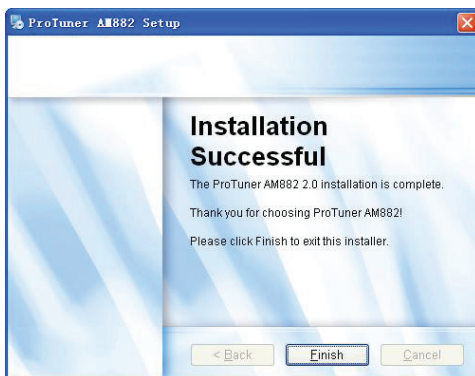 ProTuner AM882 Setup
Installation
Successful
The ProTuner AM882 2.0 installation is complete.
Thank you for choosing ProTuner AM882!
Please click Finish to exit this installer.
< Back Finish Cancel